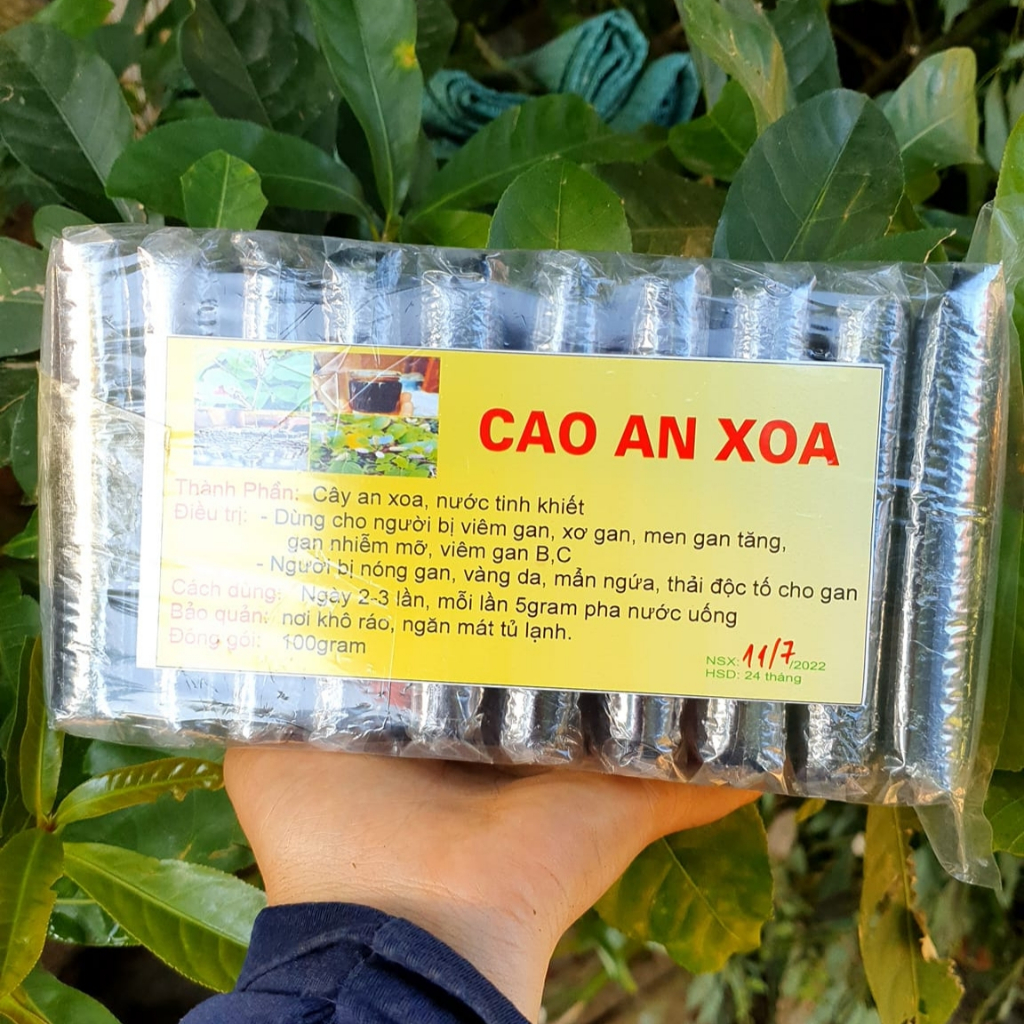 CAO AN XOA
Thành Phần: Cây an xoa, nước tinh khiết
Điều trị: - Dùng cho người bị viêm gan, xơ gan, men gan tăng,
gan nhiễm mỡ, viêm gan B,C
- Người bị nóng gan, vàng da, mẩn ngứa, thải độc tố cho gan
Cách dùng: Ngày 2-3 lần, mỗi lần 5gram pha nước uống
Bảo quản: nơi khô ráo, ngăn mát tủ lạnh.
Đóng gói: 100gram
NSX: 11/7/2022
HSD: 24 tháng